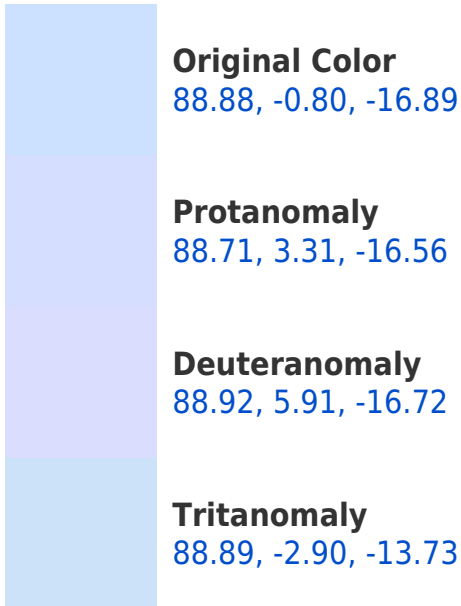 Original Color
88.88, -0.80, -16.89
Protanomaly
88.71, 3.31, -16.56
Deuteranomaly
88.92, 5.91, -16.72
Tritanomaly
88.89, -2.90, -13.73